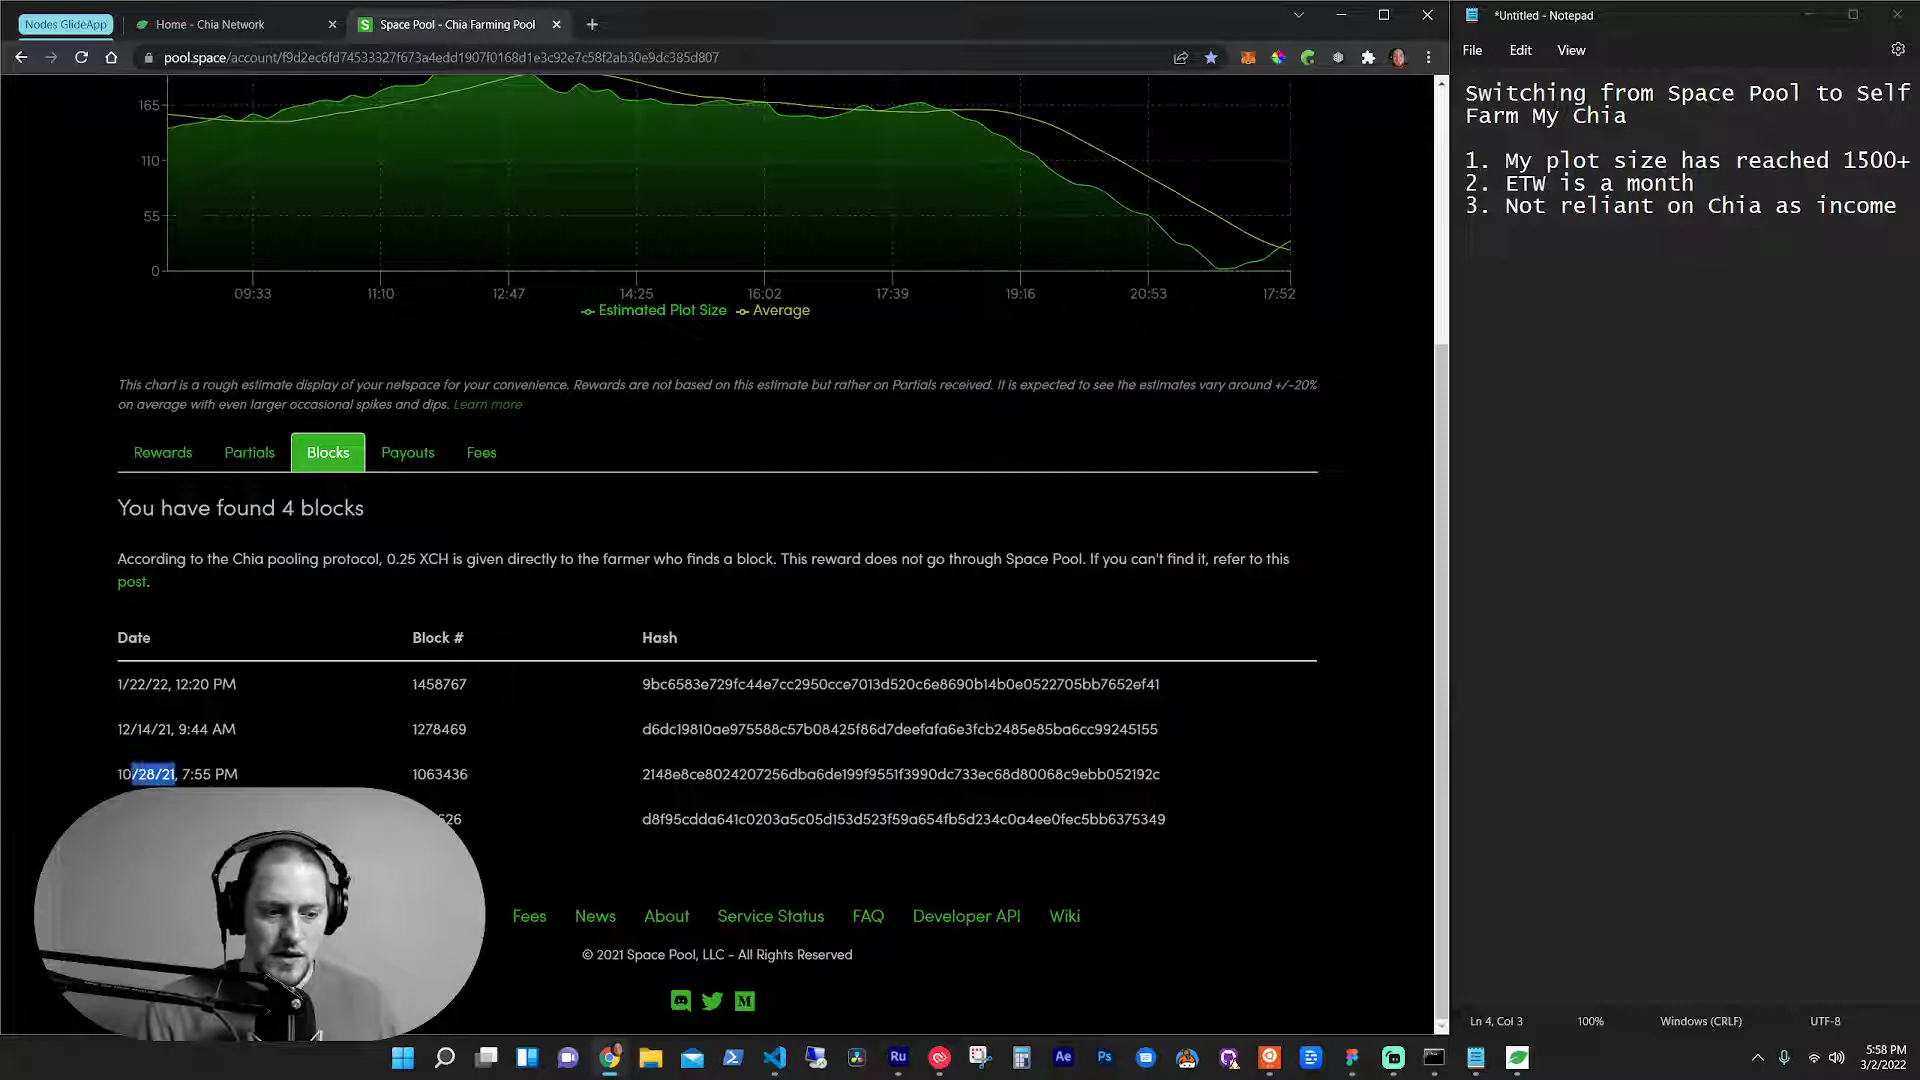 Nodes GlideApp
Home - Chia Network
Space Pool - Chia Farming Pool
pool.space/account/f9d2ec6fd74533327f673a4edd1907f0168d1e3c92e7c58f2ab30e9dc385d807
165
110
55
0
09:33
11:10
12:47
14:25
16:02
17:39
19:16
20:53
17:52
Estimated Plot Size
Average
This chart is a rough estimate display of your netspace for your convenience. Rewards are not based on this estimate but rather on Partials received. It is expected to see the estimates vary around +/-20%
on average with even larger occasional spikes and dips. Learn more
Rewards
Partials
Blocks
Payouts
Fees
You have found 4 blocks
According to the Chia pooling protocol, 0.25 XCH is given directly to the farmer who finds a block. This reward does not go through Space Pool. If you can't find it, refer to this
post.
Date
Block #
Hash
1/22/22, 12:20 PM
1458767
9bc6583e729fc44e7cc2950cce7013d520c6e8690b14b0e0522705bb7652ef41
12/14/21, 9:44 AM
1278469
d6dc19810ae975588c57b08425f86d7deefafa6e3fcb2485e85ba6cc99245155
10/28/21, 7:55 PM
1063436
2148e8ce8024207256dba6de199f9551f3990dc733ec68d80068c9ebb052192c
626
d8f95cdda641c0203a5c05d153d523f59a654fb5d234c0a4ee0fec5bb6375349
Fees
News
About
Service Status
FAQ
Developer API
Wiki
© 2021 Space Pool, LLC - All Rights Reserved
*Untitled - Notepad
File
Edit
View
Switching from Space Pool to Self
Farm My Chia
1. My plot size has reached 1500+
2. ETW is a month
3. Not reliant on Chia as income
Ln 4, Col 3
100%
Windows (CRLF)
UTF-8
Ru
Ae
Ps
5:58 PM
3/2/2022